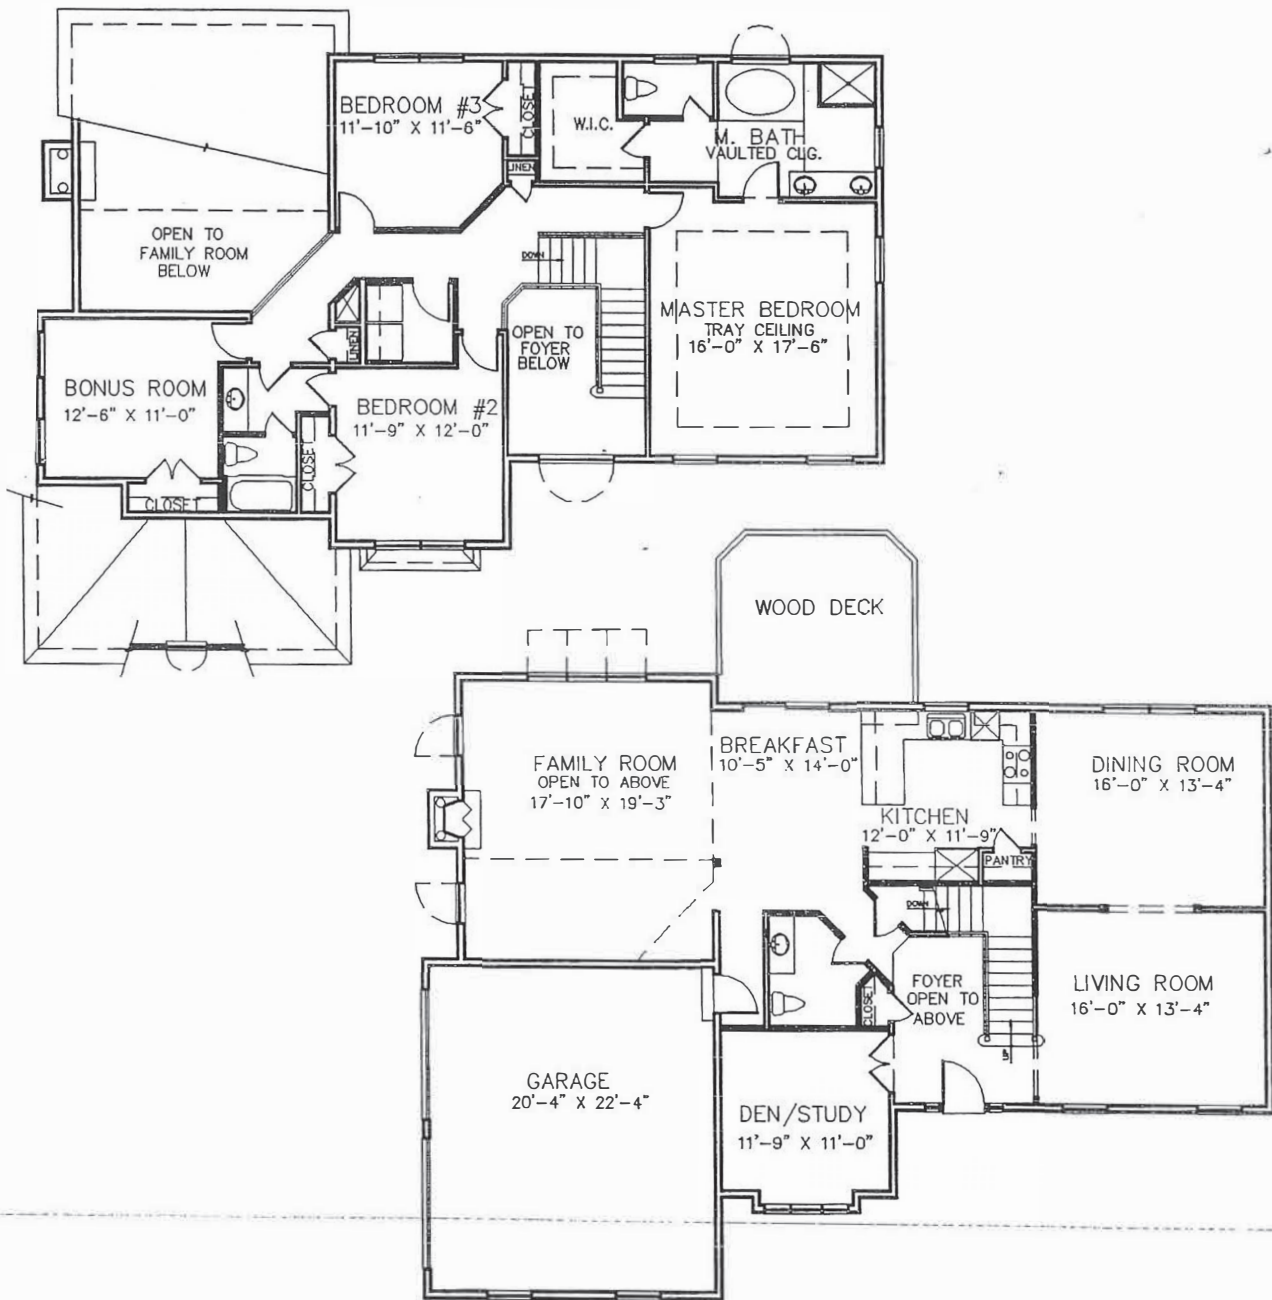 BEDROOM #3
11'-10" X 11'-6"
CLOSET
W.I.C.
M. BATH
VAULTED CLG.
LINEN
OPEN TO
FAMILY ROOM
BELOW
DOWN
MASTER BEDROOM
TRAY CEILING
16'-0" X 17'-6"
OPEN TO
FOYER
BELOW
LINEN
BONUS ROOM
12'-6" X 11'-0"
BEDROOM #2
11'-9" X 12'-0"
CLOSET
CLOSET
WOOD DECK
FAMILY ROOM
OPEN TO ABOVE
17'-10" X 19'-3"
BREAKFAST
10'-5" X 14'-0"
KITCHEN
12'-0" X 11'-9"
PANTRY
DINING ROOM
16'-0" X 13'-4"
DOWN
CLOSET
FOYER
OPEN TO
ABOVE
UP
LIVING ROOM
16'-0" X 13'-4"
GARAGE
20'-4" X 22'-4"
DEN/STUDY
11'-9" X 11'-0"